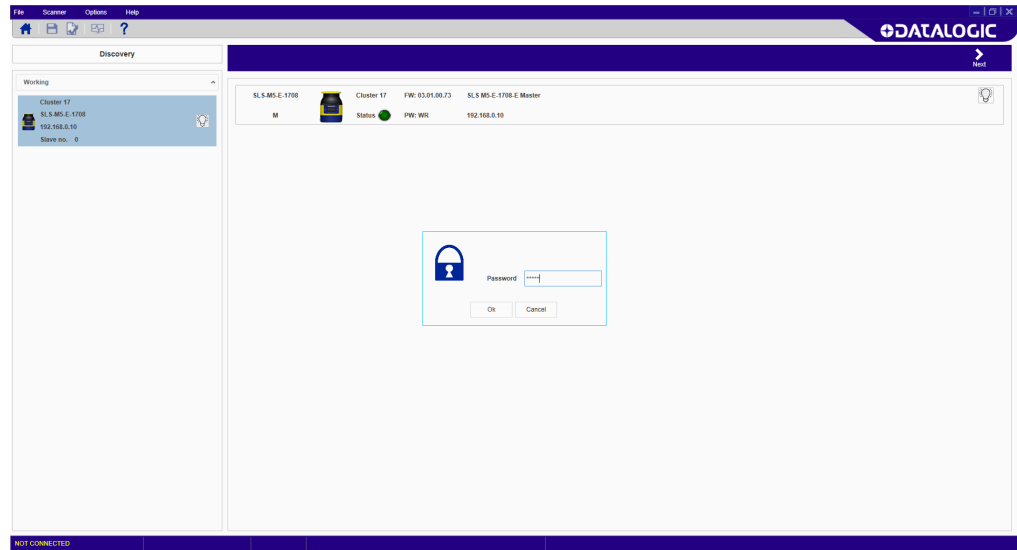 File Scanner Options Help
?
DATALOGIC
Discovery
Next
Working
Cluster 17
SLS-M5-E-1708
192.168.0.10
Slave no. 0
SLS-M5-E-1708 Cluster 17 FW: 03.01.00.73 SLS M5-E-1708-E Master
M Status PW: WR 192.168.0.10
Password *****
Ok Cancel
NOT CONNECTED